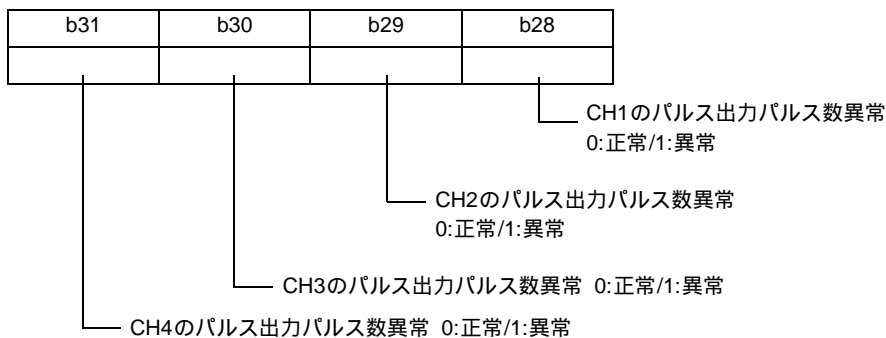 b31 b30 b29 b28
CH1のパルス出力パルス数異常
0:正常/1:異常
CH2のパルス出力パルス数異常
0:正常/1:異常
CH3のパルス出力パルス数異常 0:正常/1:異常
CH4のパルス出力パルス数異常 0:正常/1:異常